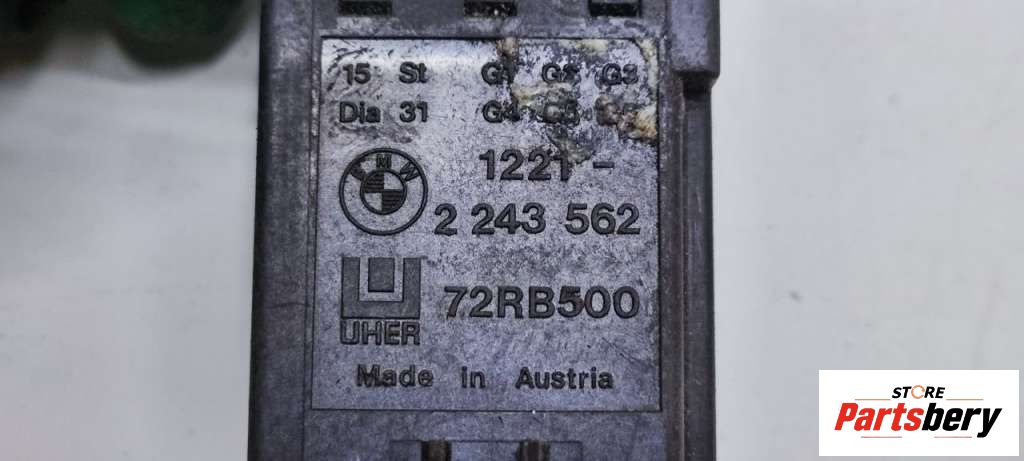 15 St G1 G2 G3
Dia 31 G4 G5
BMW
1221-
2 243 562
72RB500
UHER
Made in Austria
STORE
Partsbery